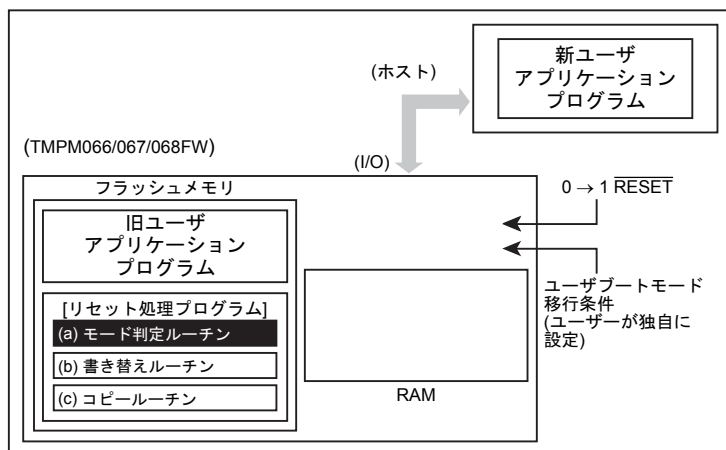 新ユーザ
アプリケーション
プログラム
(ホスト)
(TMPM066/067/068FW)
(I/O)
フラッシュメモリ
旧ユーザ
アプリケーション
プログラム
[リセット処理プログラム]
(a) モード判定ルーチン
(b) 書き替えルーチン
(c) コピールーチン
RAM
0 → 1 RESET
ユーザブートモード
移行条件
(ユーザーが独自に
設定)